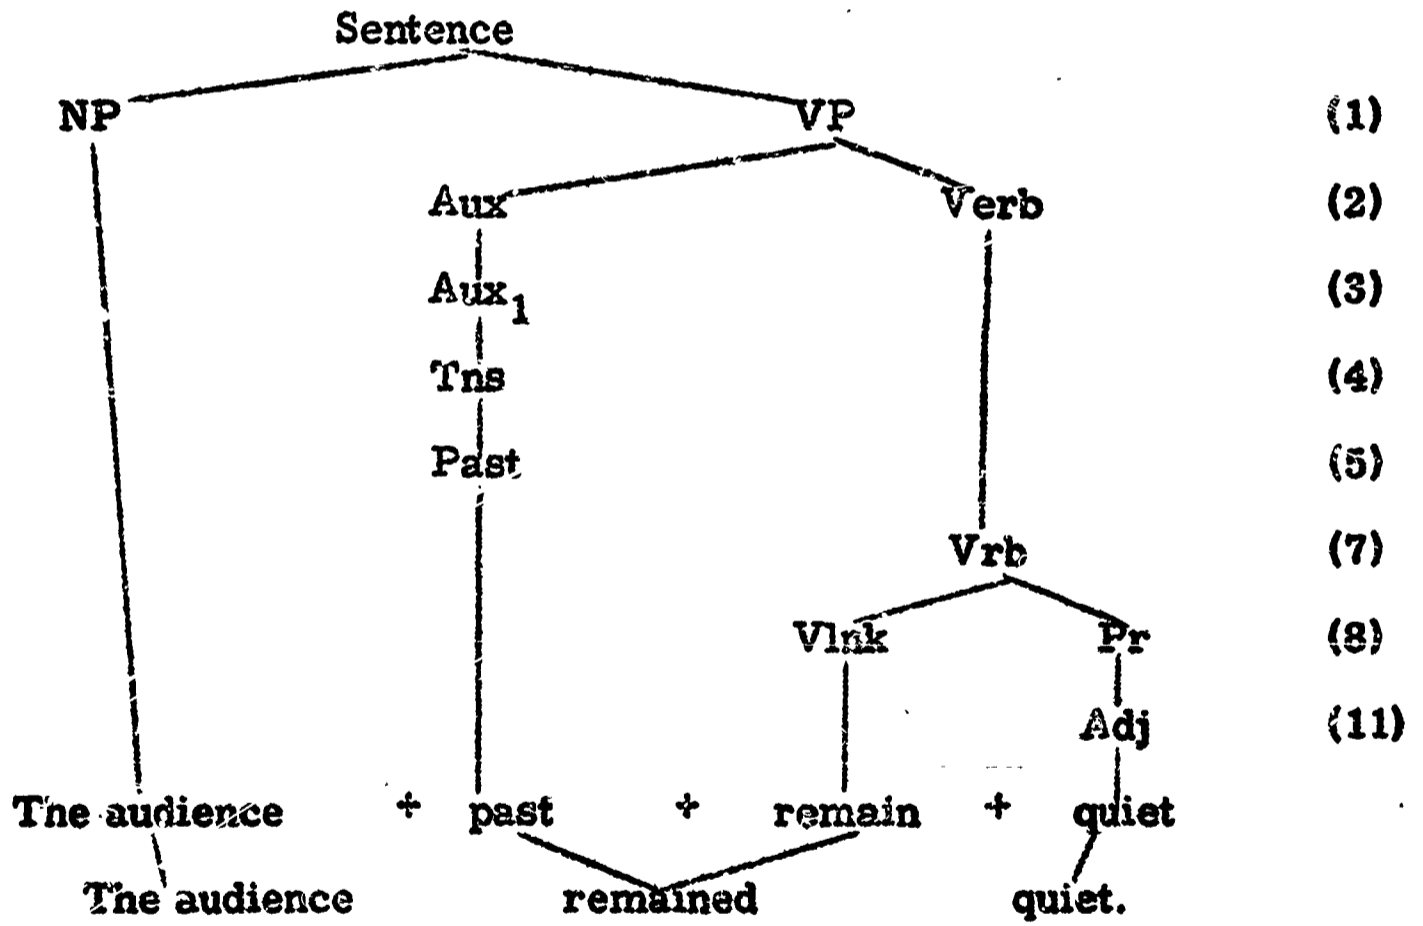 Sentence
NP VP (1)
Aux Verb (2)
Aux1 (3)
Tns (4)
Past (5)
Vrb (7)
Vlnk Pr (8)
Adj (11)
The audience + past + remain + quiet
The audience remained quiet.